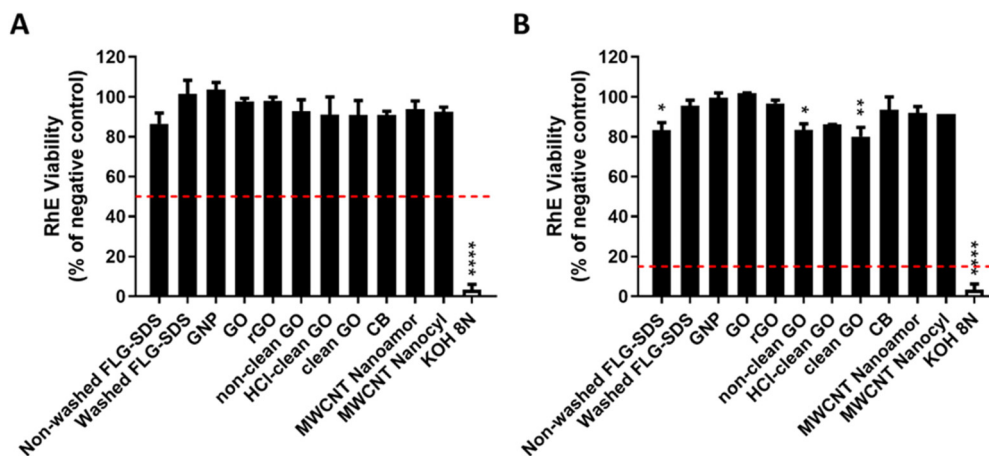 A
RhE Viability
(% of negative control)
120
100
80
60
40
20
0
****
Non-washed FLG-SDS
Washed FLG-SDS
GNP
GO
rGO
non-clean GO
HCl-clean GO
clean GO
CB
MWCNT Nanoamor
MWCNT Nanocyl
KOH 8N
B
RhE Viability
(% of negative control)
120
100
80
60
40
20
0
*
*
**
****
Non-washed FLG-SDS
Washed FLG-SDS
GNP
GO
rGO
non-clean GO
HCl-clean GO
clean GO
CB
MWCNT Nanoamor
MWCNT Nanocyl
KOH 8N